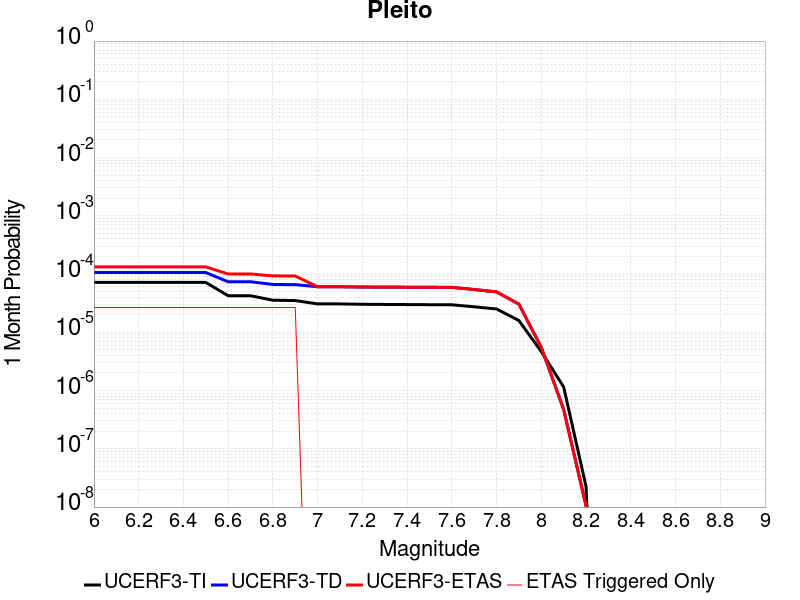 Pleito
10 0
10 -1
10 -2
10 -3
10 -4
10 -5
10 -6
10 -7
10 -8
1 Month Probability
6 6.2 6.4 6.6 6.8 7 7.2 7.4 7.6 7.8 8 8.2 8.4 8.6 8.8 9
Magnitude
UCERF3-TI UCERF3-TD UCERF3-ETAS ETAS Triggered Only